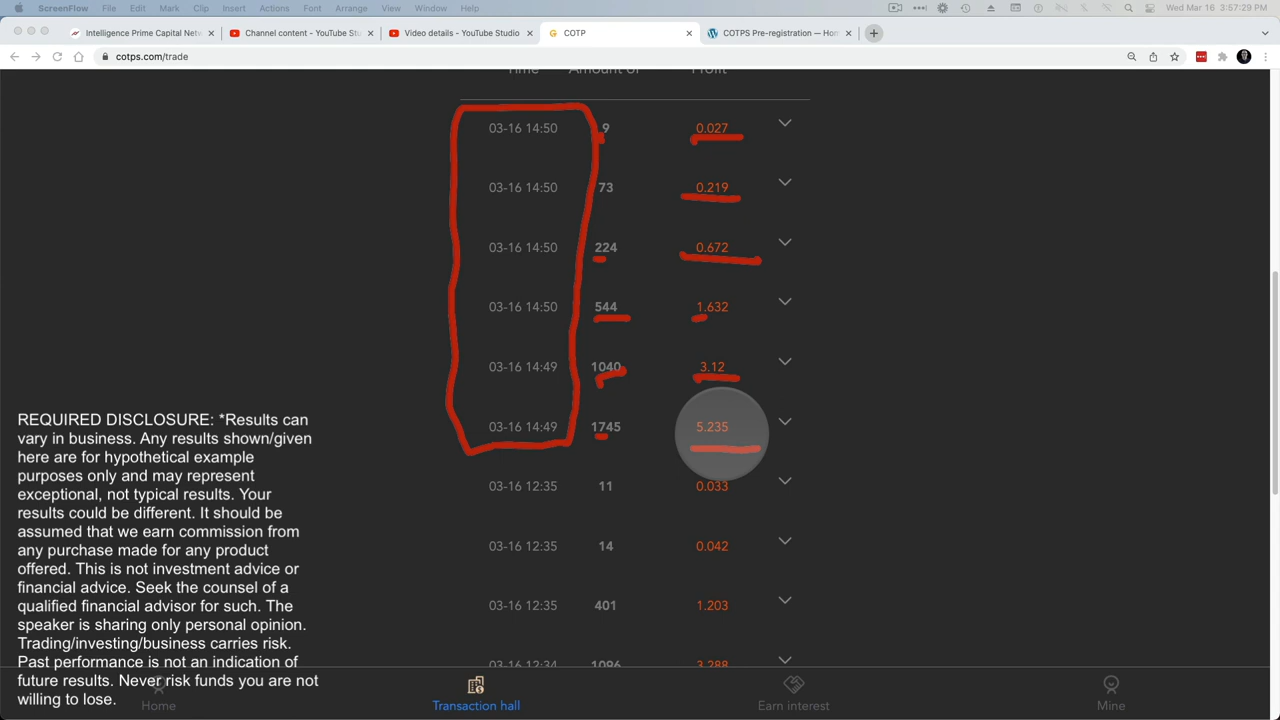 ScreenFlow File Edit Mark Clip Insert Actions Font Arrange View Window Help Wed Mar 16 3:57:29 PM
Intelligence Prime Capital Netw Channel content - YouTube Stu Video details - YouTube Studio COTP COTPS Pre-registration — Hom
cotps.com/trade
Time Amount of Profit
03-16 14:50 9 0.027
03-16 14:50 73 0.219
03-16 14:50 224 0.672
03-16 14:50 544 1.632
03-16 14:49 1040 3.12
03-16 14:49 1745 5.235
03-16 12:35 11 0.033
03-16 12:35 14 0.042
03-16 12:35 401 1.203
03-16 12:34 1096 3.288
REQUIRED DISCLOSURE: *Results can
vary in business. Any results shown/given
here are for hypothetical example
purposes only and may represent
exceptional, not typical results. Your
results could be different. It should be
assumed that we earn commission from
any purchase made for any product
offered. This is not investment advice or
financial advice. Seek the counsel of a
qualified financial advisor for such. The
speaker is sharing only personal opinion.
Trading/investing/business carries risk.
Past performance is not an indication of
future results. Never risk funds you are not
willing to lose.
Home Transaction hall Earn interest Mine